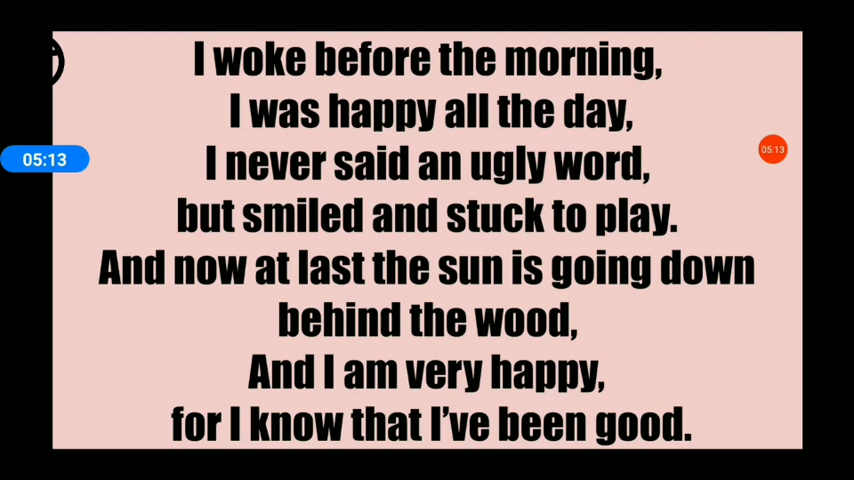 I woke before the morning,
I was happy all the day,
05:13
05:13
I never said an ugly word,
but smiled and stuck to play.
And now at last the sun is going down
behind the wood,
And I am very happy,
for I know that I’ve been good.